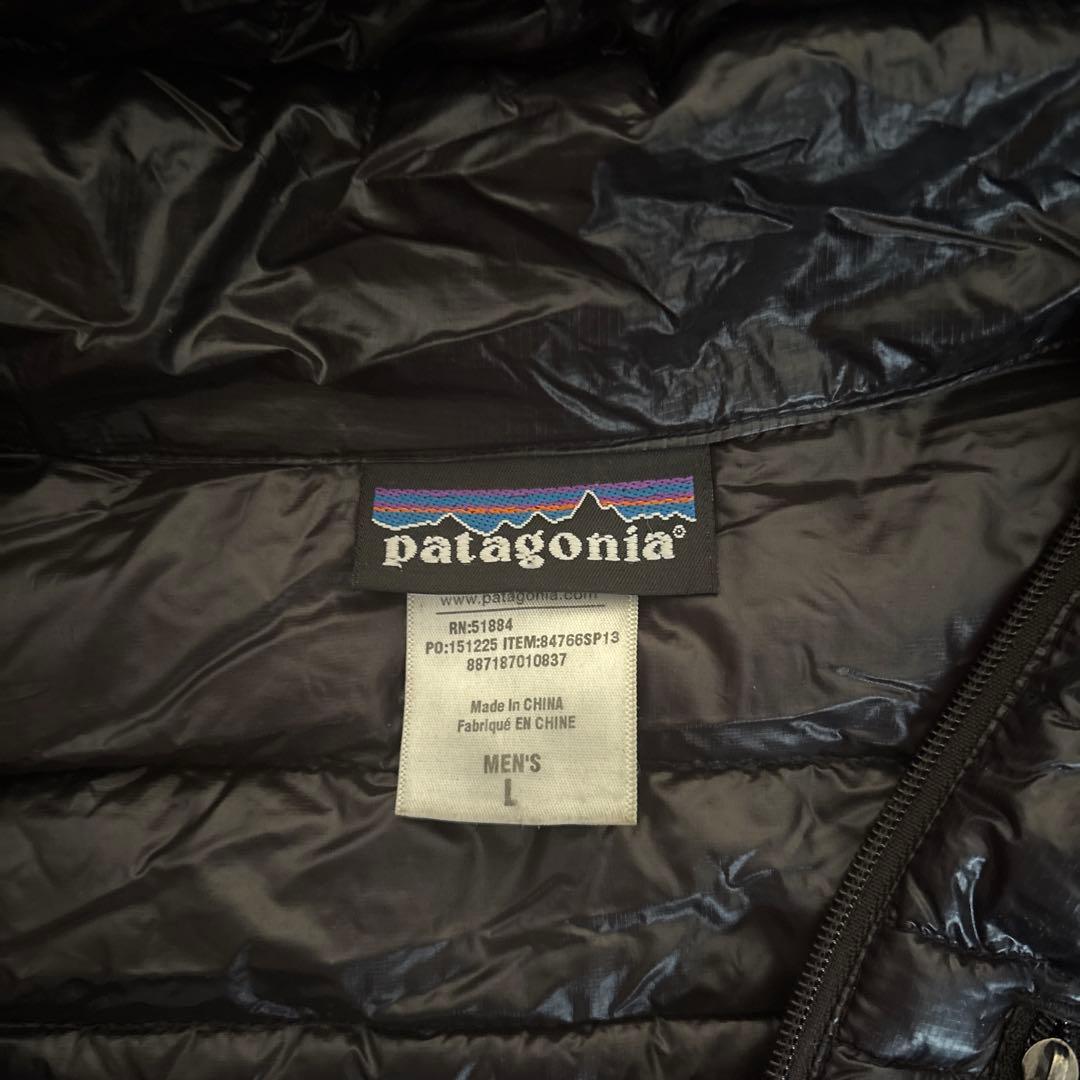 patagonia®
www.patagonia.com
RN:51884
PO:151225 ITEM:84766SP13
887187010837
Made In CHINA
Fabriqué EN CHINE
MEN'S
L